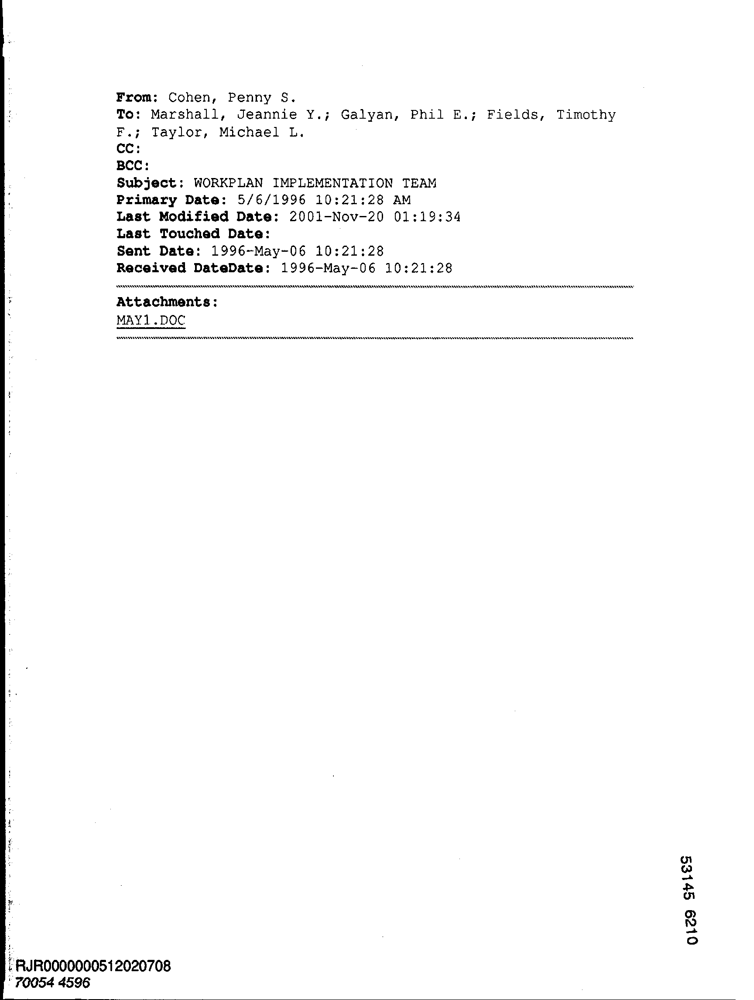 From: Cohen, Penny S.
To: Marshall, Jeannie Y.; Galyan, Phil E.; Fields, Timothy
F.; Taylor, Michael L.
CC:
BCC:
Subject: WORKPLAN IMPLEMENTATION TEAM
Primary Date: 5/6/1996 10:21:28 AM
Last Modified Date: 2001-Nov-20 01:19:34
Last Touched Date:
Sent Date: 1996-May-06 10:21:28
Received DateDate: 1996-May-06 10:21:28
Attachments:
MAY1.DOC
53145 6210
RJR0000000512020708
70054 4596